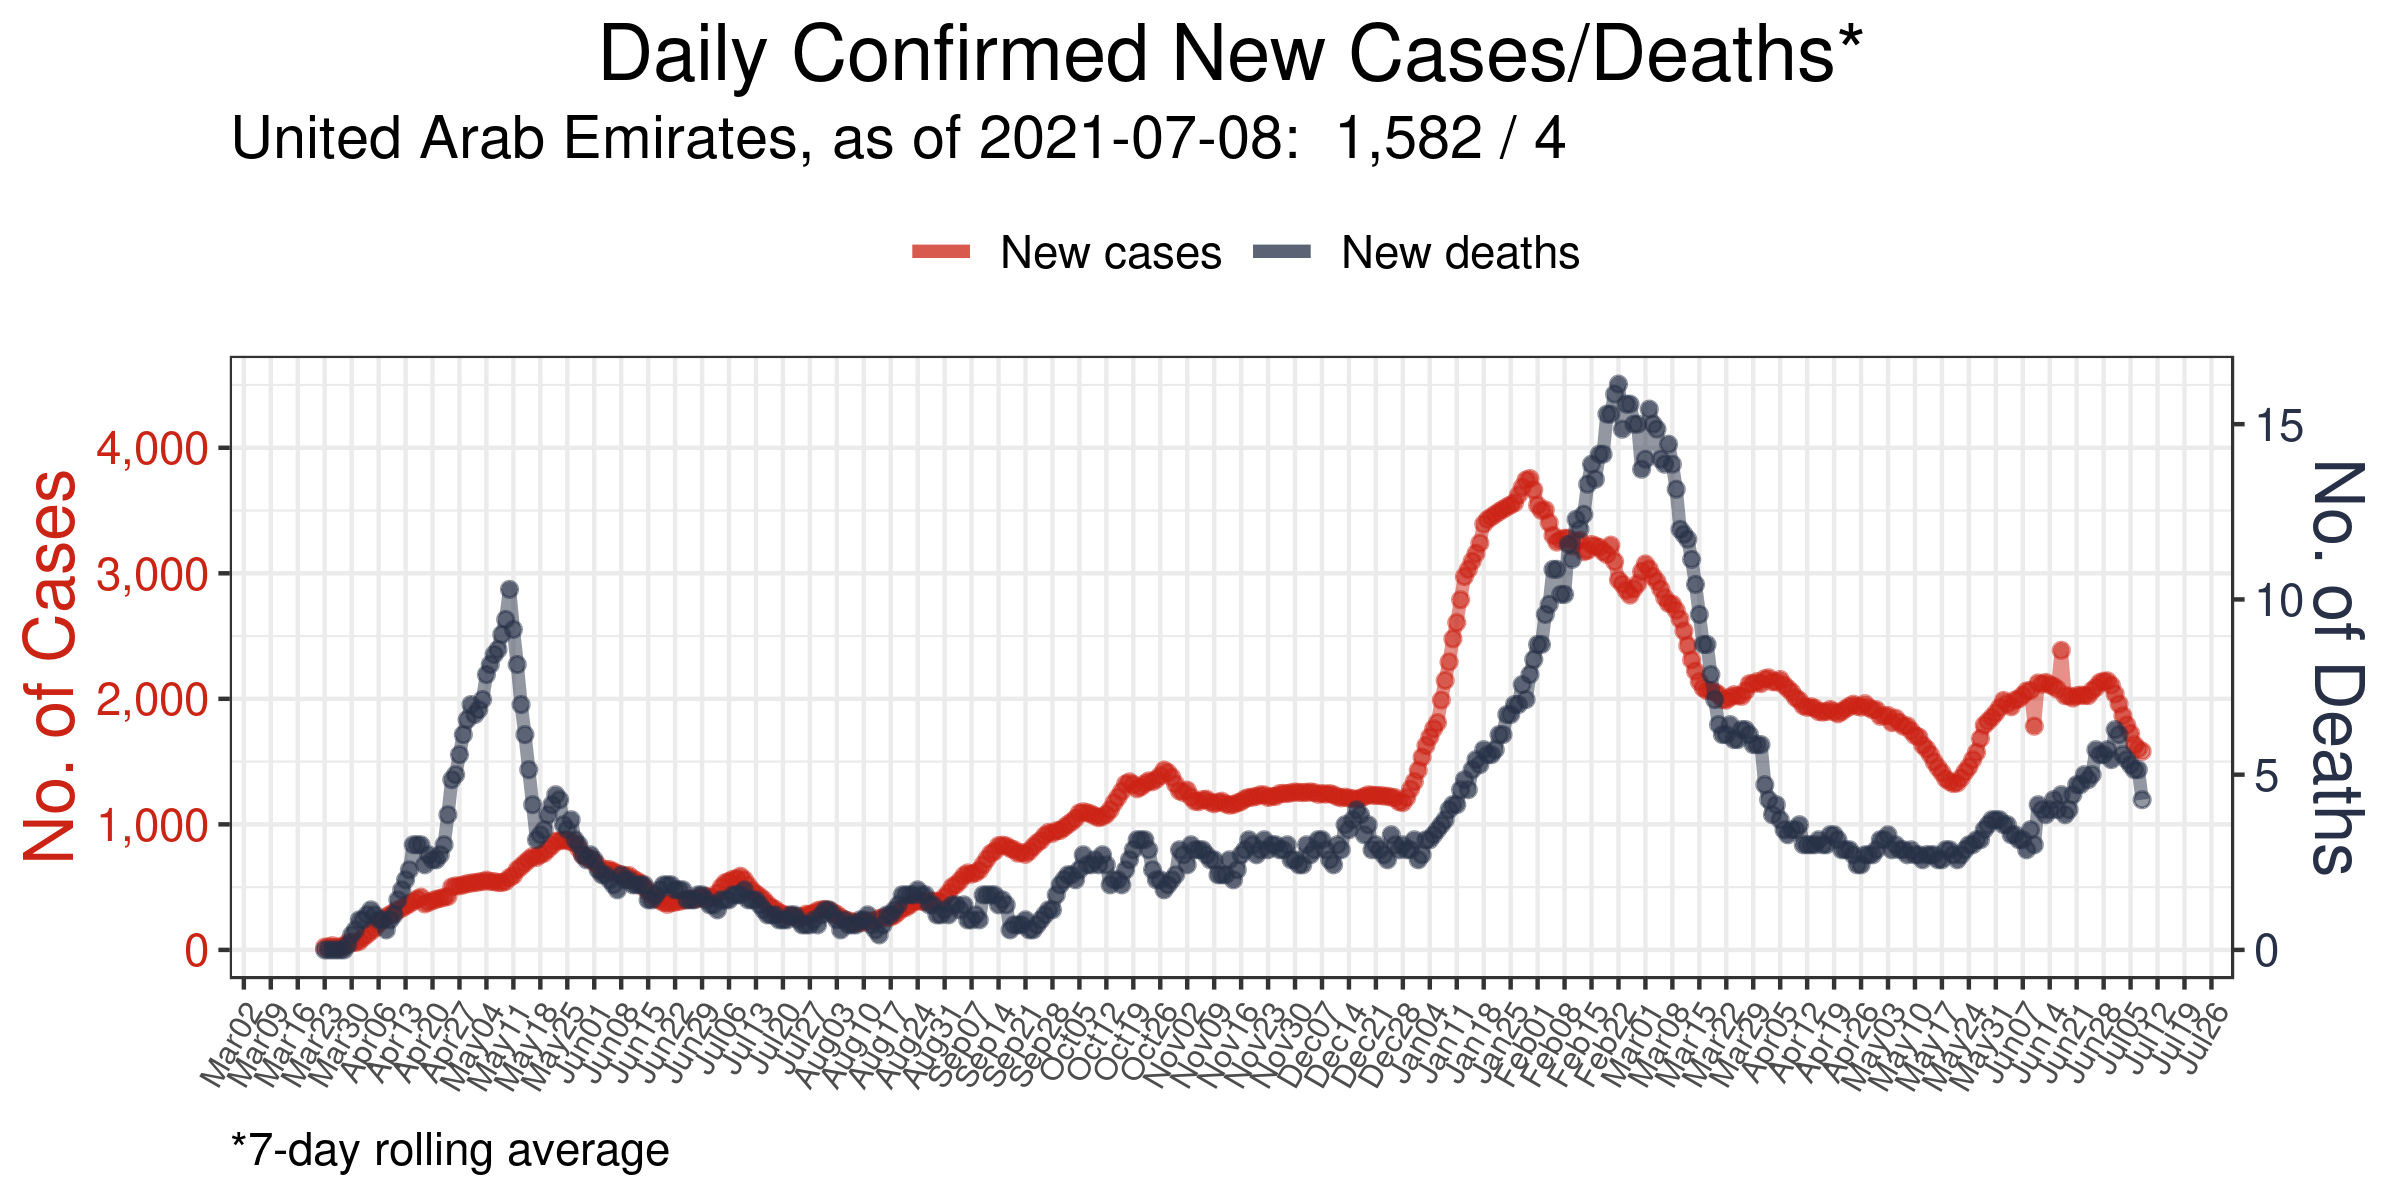 Daily Confirmed New Cases/Deaths*
United Arab Emirates, as of 2021-07-08:  1,582 / 4
New cases
New deaths
No. of Cases
4,000
3,000
2,000
1,000
0
15
10
5
0
No. of Deaths
Mar02
Mar09
Mar16
Mar23
Mar30
Apr06
Apr13
Apr20
Apr27
May04
May11
May18
May25
Jun01
Jun08
Jun15
Jun22
Jun29
Jul06
Jul13
Jul20
Jul27
Aug03
Aug10
Aug17
Aug24
Aug31
Sep07
Sep14
Sep21
Sep28
Oct05
Oct12
Oct19
Oct26
Nov02
Nov09
Nov16
Nov23
Nov30
Dec07
Dec14
Dec21
Dec28
Jan04
Jan11
Jan18
Jan25
Feb01
Feb08
Feb15
Feb22
Mar01
Mar08
Mar15
Mar22
Mar29
Apr05
Apr12
Apr19
Apr26
May03
May10
May17
May24
May31
Jun07
Jun14
Jun21
Jun28
Jul05
Jul12
Jul19
Jul26
*7-day rolling average